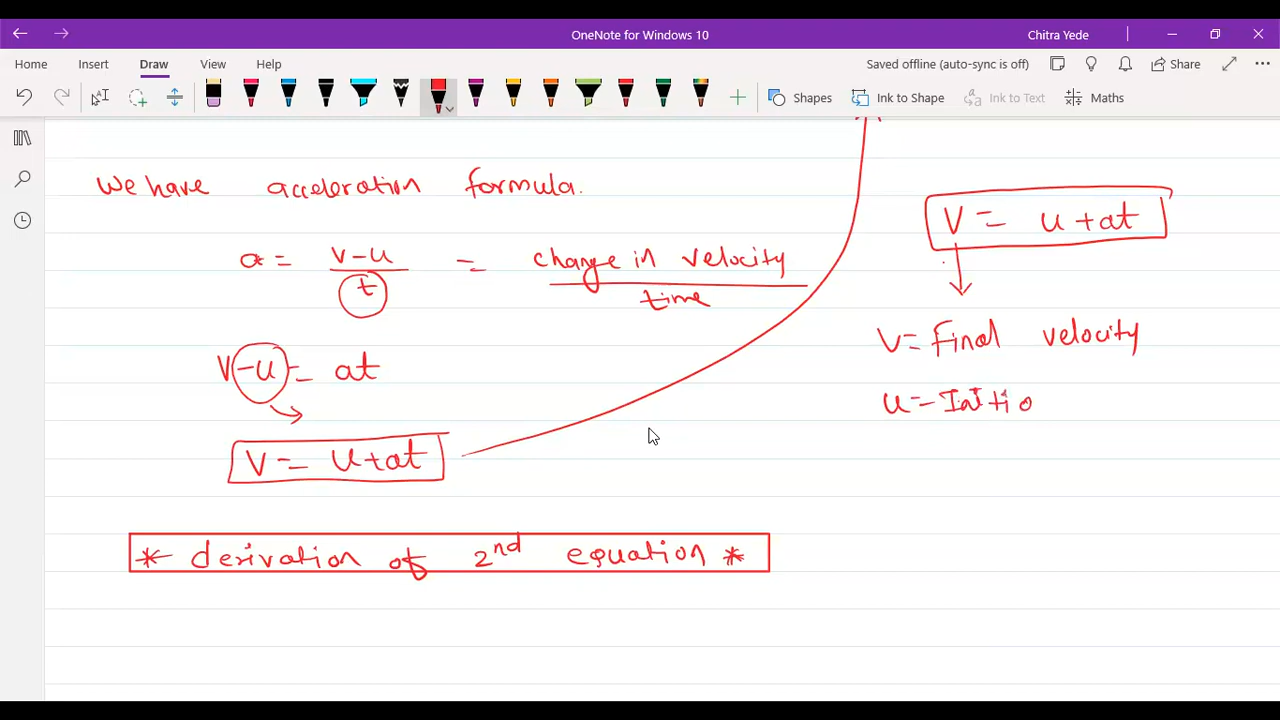 OneNote for Windows 10
Chitra Yede
Home Insert Draw View Help
Saved offline (auto-sync is off)
Share
Shapes
Ink to Shape
Ink to Text
Maths
We have acceleration formula.
a = v-u / t = change in velocity / time
V-u = at
V = u+at
V = u+at
V = Final velocity
u = Initio
* derivation of 2nd equation *